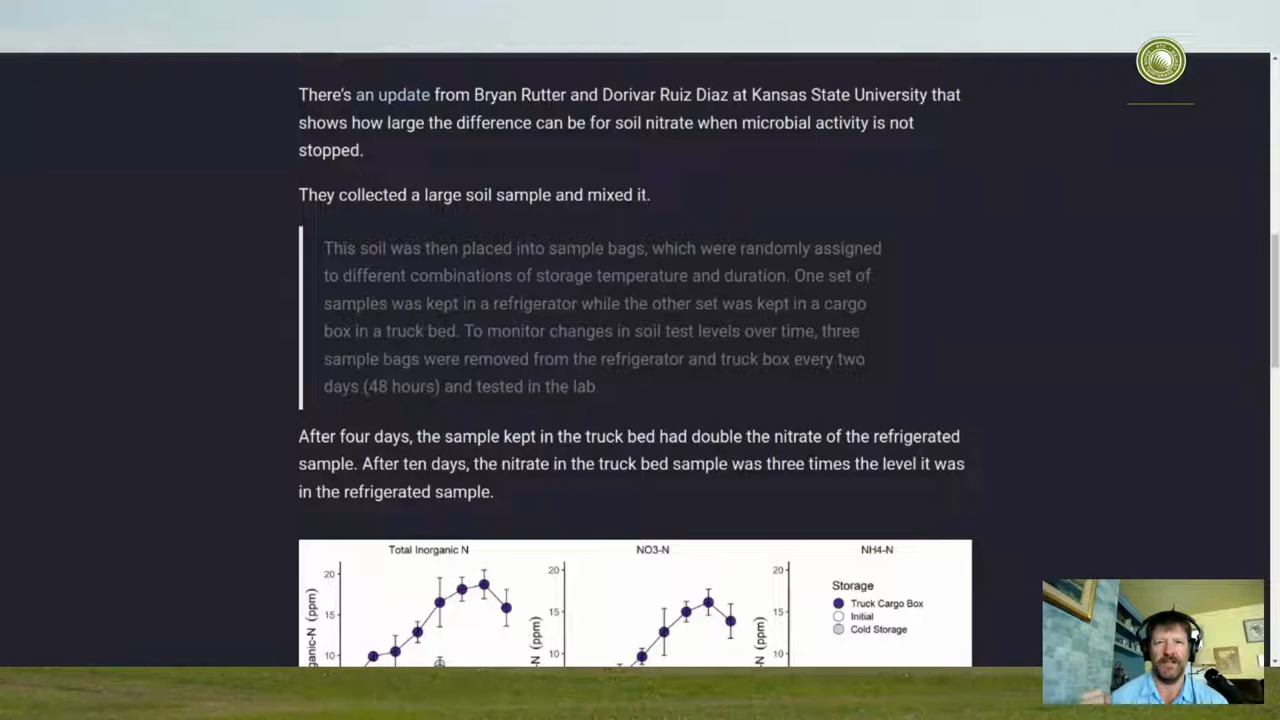 There's an update from Bryan Rutter and Dorivar Ruiz Diaz at Kansas State University that
shows how large the difference can be for soil nitrate when microbial activity is not
stopped.
They collected a large soil sample and mixed it.
This soil was then placed into sample bags, which were randomly assigned
to different combinations of storage temperature and duration. One set of
samples was kept in a refrigerator while the other set was kept in a cargo
box in a truck bed. To monitor changes in soil test levels over time, three
sample bags were removed from the refrigerator and truck box every two
days (48 hours) and tested in the lab
After four days, the sample kept in the truck bed had double the nitrate of the refrigerated
sample. After ten days, the nitrate in the truck bed sample was three times the level it was
in the refrigerated sample.
Total Inorganic N
20
15
10
(ppm)
NO3-N
20
15
10
-N (ppm)
NH4-N
20
15
10
-N (ppm)
Storage
Truck Cargo Box
Initial
Cold Storage